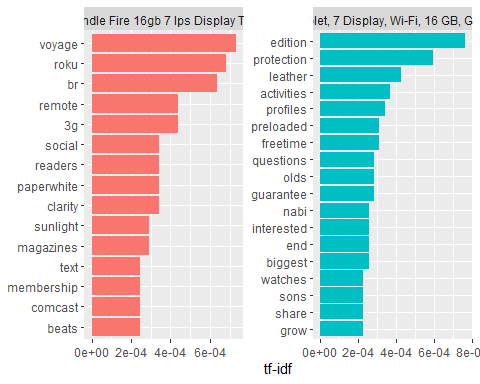 ndle Fire 16gb 7 Ips Display T
voyage
roku
br
remote
3g
social
readers
paperwhite
clarity
sunlight
magazines
text
membership
comcast
beats
0e+00 2e-04 4e-04 6e-04
let, 7 Display, Wi-Fi, 16 GB, G
edition
protection
leather
activities
profiles
preloaded
freetime
questions
olds
guarantee
nabi
interested
end
biggest
watches
sons
share
grow
0e+00 2e-04 4e-04 6e-04 8e-0
tf-idf